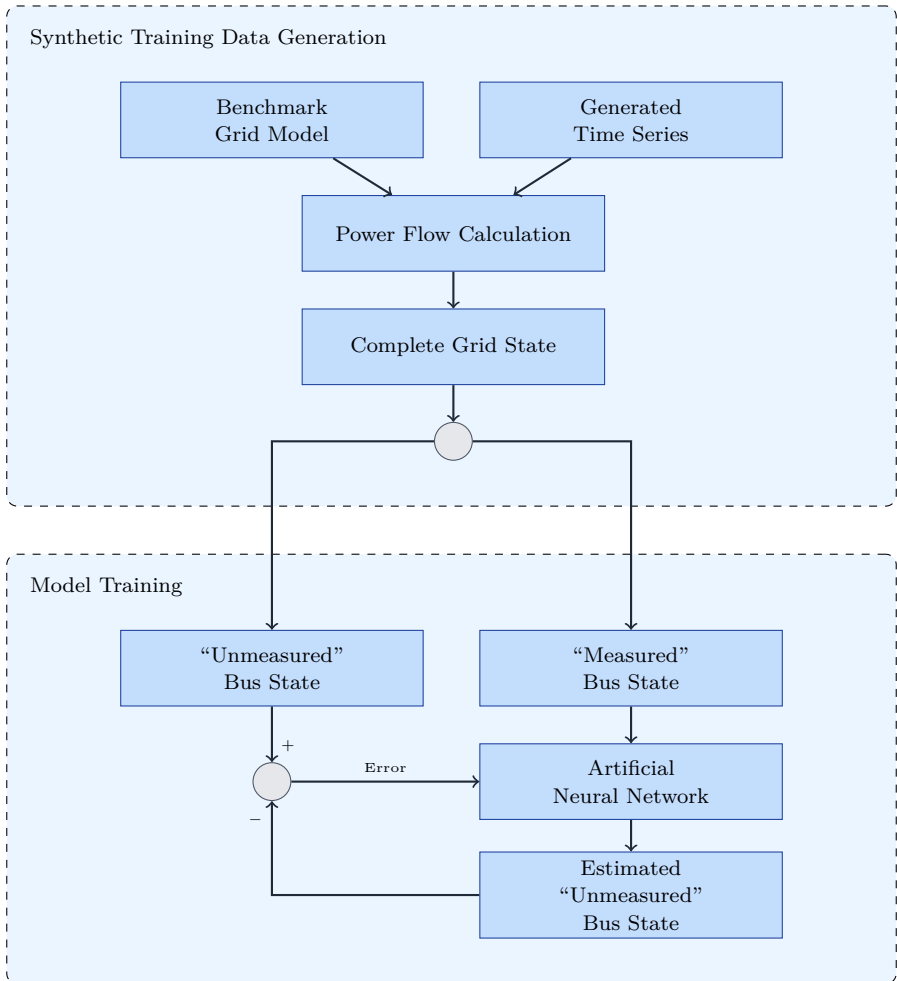 Synthetic Training Data Generation
Benchmark
Grid Model
Generated
Time Series
Power Flow Calculation
Complete Grid State
Model Training
“Unmeasured”
Bus State
“Measured”
Bus State
+
Error
Artificial
Neural Network
−
Estimated
“Unmeasured”
Bus State